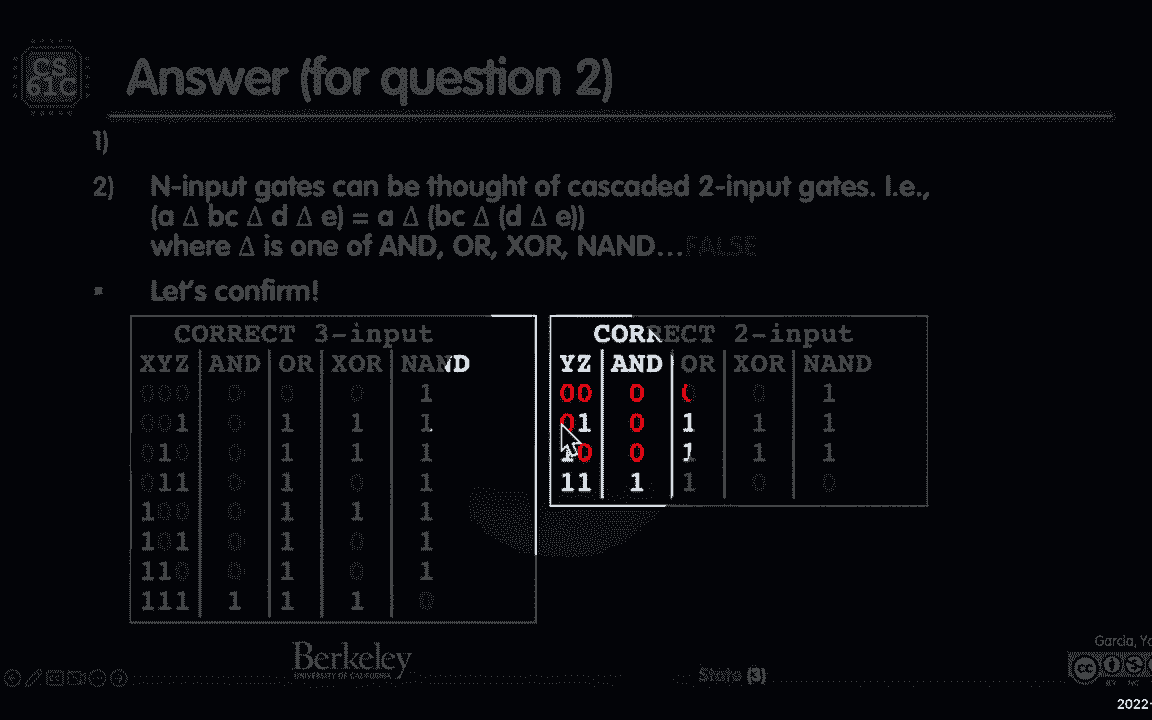 CS
61C
Answer (for question 2)
1)
2) N-input gates can be thought of cascaded 2-input gates. I.e.,
(a Δ bc Δ d Δ e) = a Δ (bc Δ (d Δ e))
where Δ is one of AND, OR, XOR, NAND…FALSE
▪ Let's confirm!
CORRECT 3-input
XYZ AND OR XOR NAND
000 0 0 0 1
001 0 1 1 1
010 0 1 1 1
011 0 1 0 1
100 0 1 1 1
101 0 1 0 1
110 0 1 0 1
111 1 1 1 0
CORRECT 2-input
YZ AND OR XOR NAND
00 0 0 0 1
01 0 1 1 1
10 0 1 1 1
11 1 1 0 0
Berkeley
UNIVERSITY OF CALIFORNIA
State (3)
Garcia,
cc
2022-